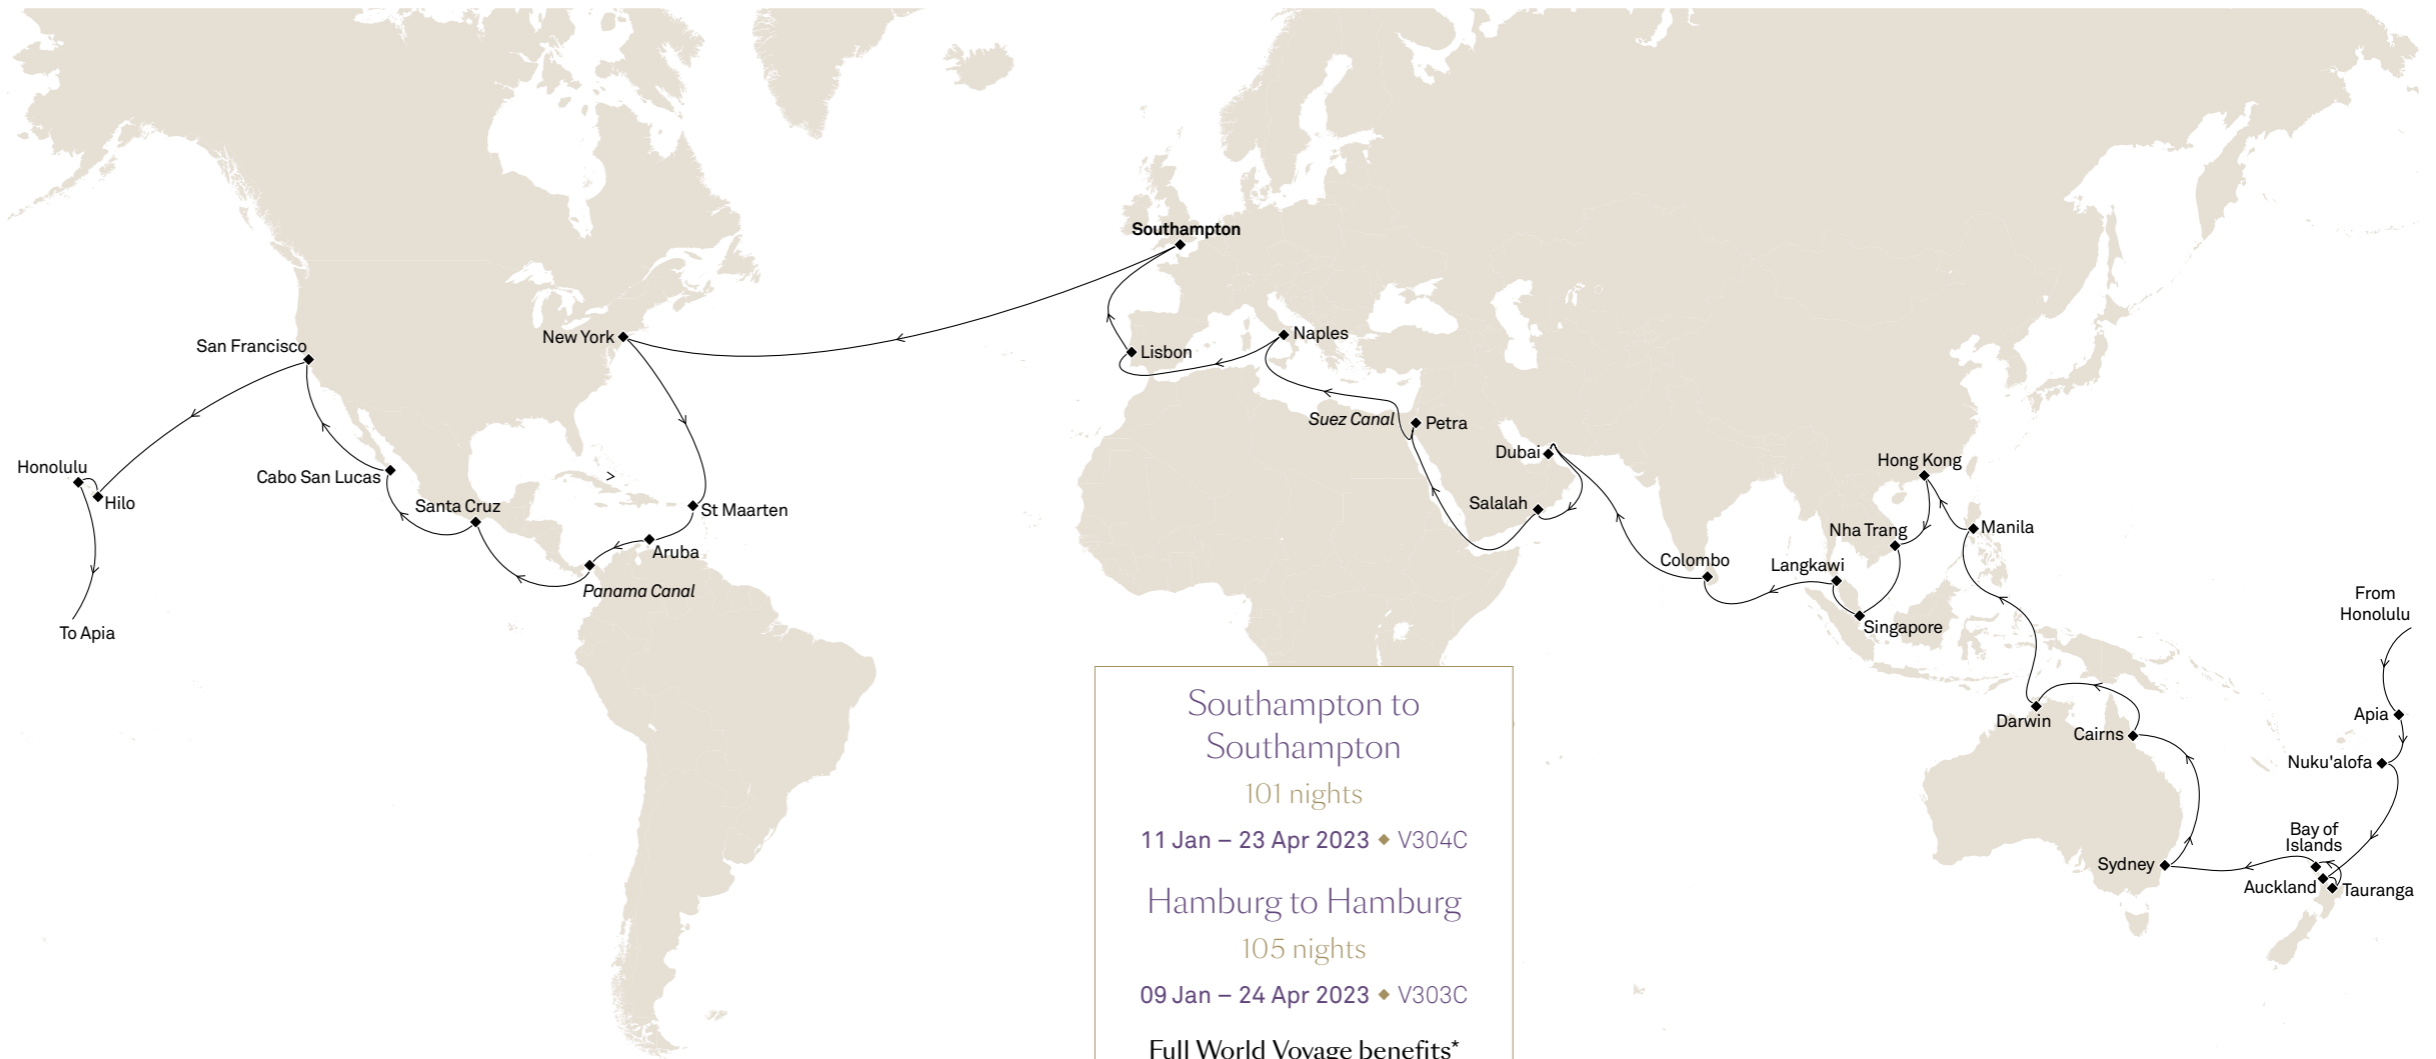 Southampton
New York
Naples
Lisbon
San Francisco
Suez Canal
Petra
Dubai
Hong Kong
Honolulu
Cabo San Lucas
Hilo
Santa Cruz
St Maarten
Salalah
Manila
Nha Trang
Aruba
Colombo
Langkawi
Panama Canal
From
Honolulu
To Apia
Singapore
Apia
Darwin
Cairns
Nuku'alofa
Bay of
Islands
Sydney
Auckland
Tauranga
Southampton to
Southampton
101 nights
11 Jan – 23 Apr 2023 ◆ V304C
Hamburg to Hamburg
105 nights
09 Jan – 24 Apr 2023 ◆ V303C
Full World Voyage benefits*